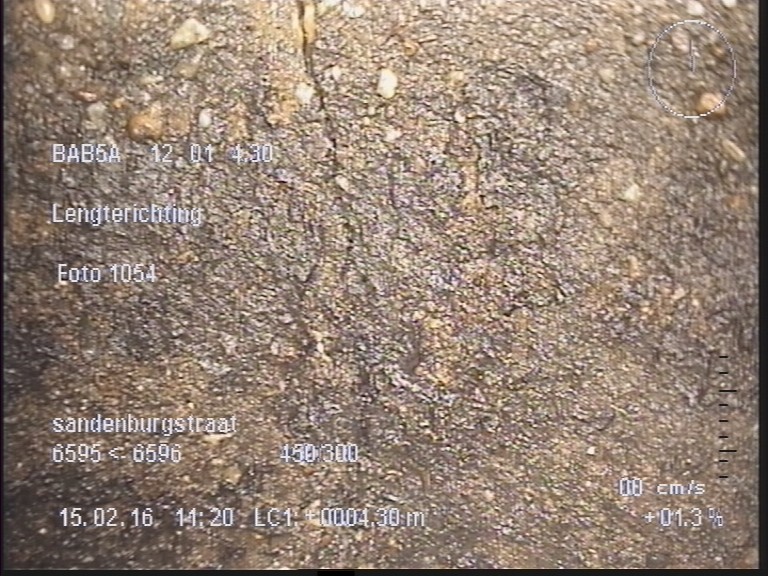 BAB5A 12 01 4.30
Lengterichting
Foto 1054
sandenburgstraat
6595 <- 6596 450/300
00 cm/s
15.02.16 11:20 LC1: +0004.30 m +01.3 %